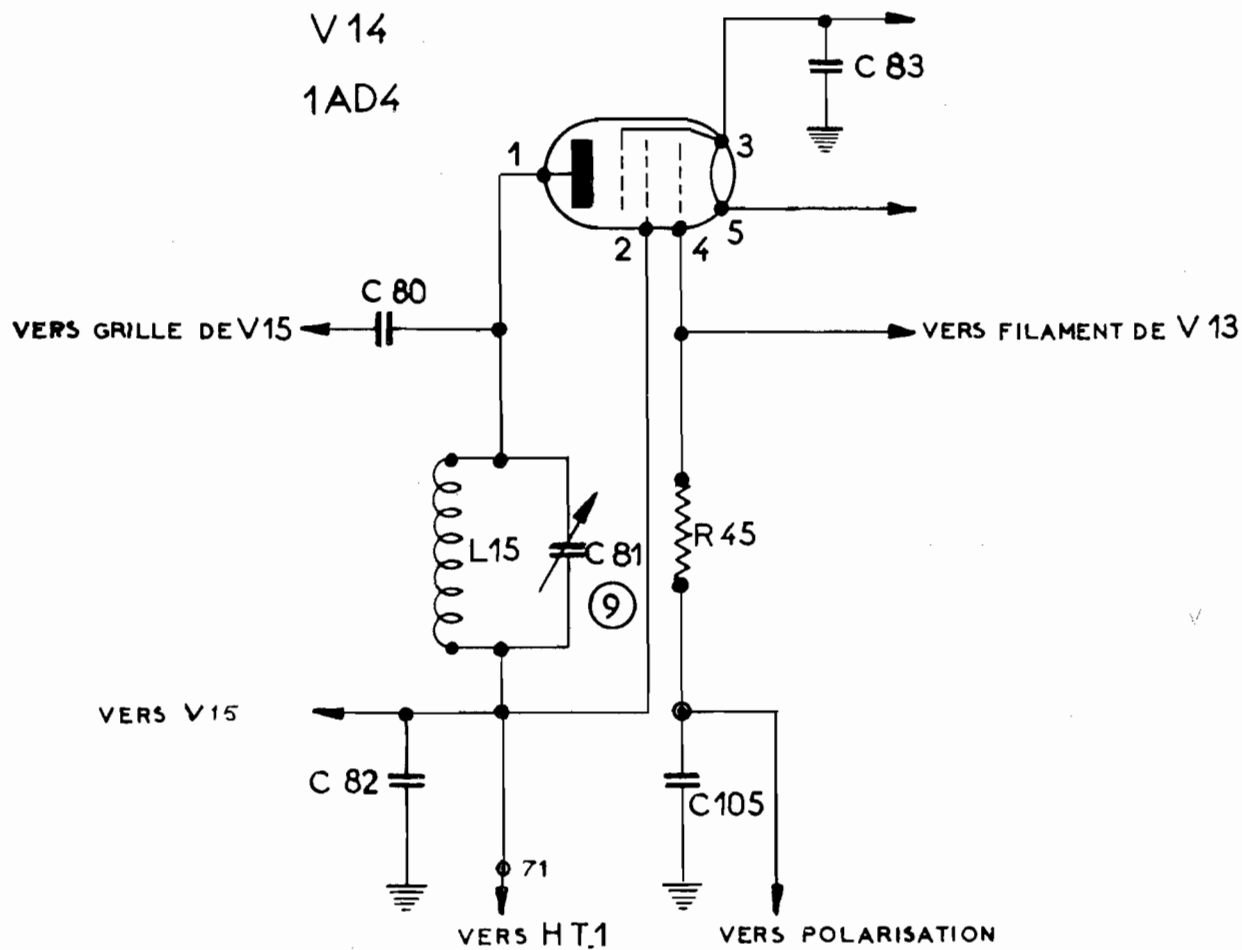 V 14
1AD4
C 83
1
3
2
4
5
C 80
VERS GRILLE DE V15
VERS FILAMENT DE V 13
L15
C 81
R 45
9
VERS V15
C 82
C105
71
VERS H T.1
VERS POLARISATION